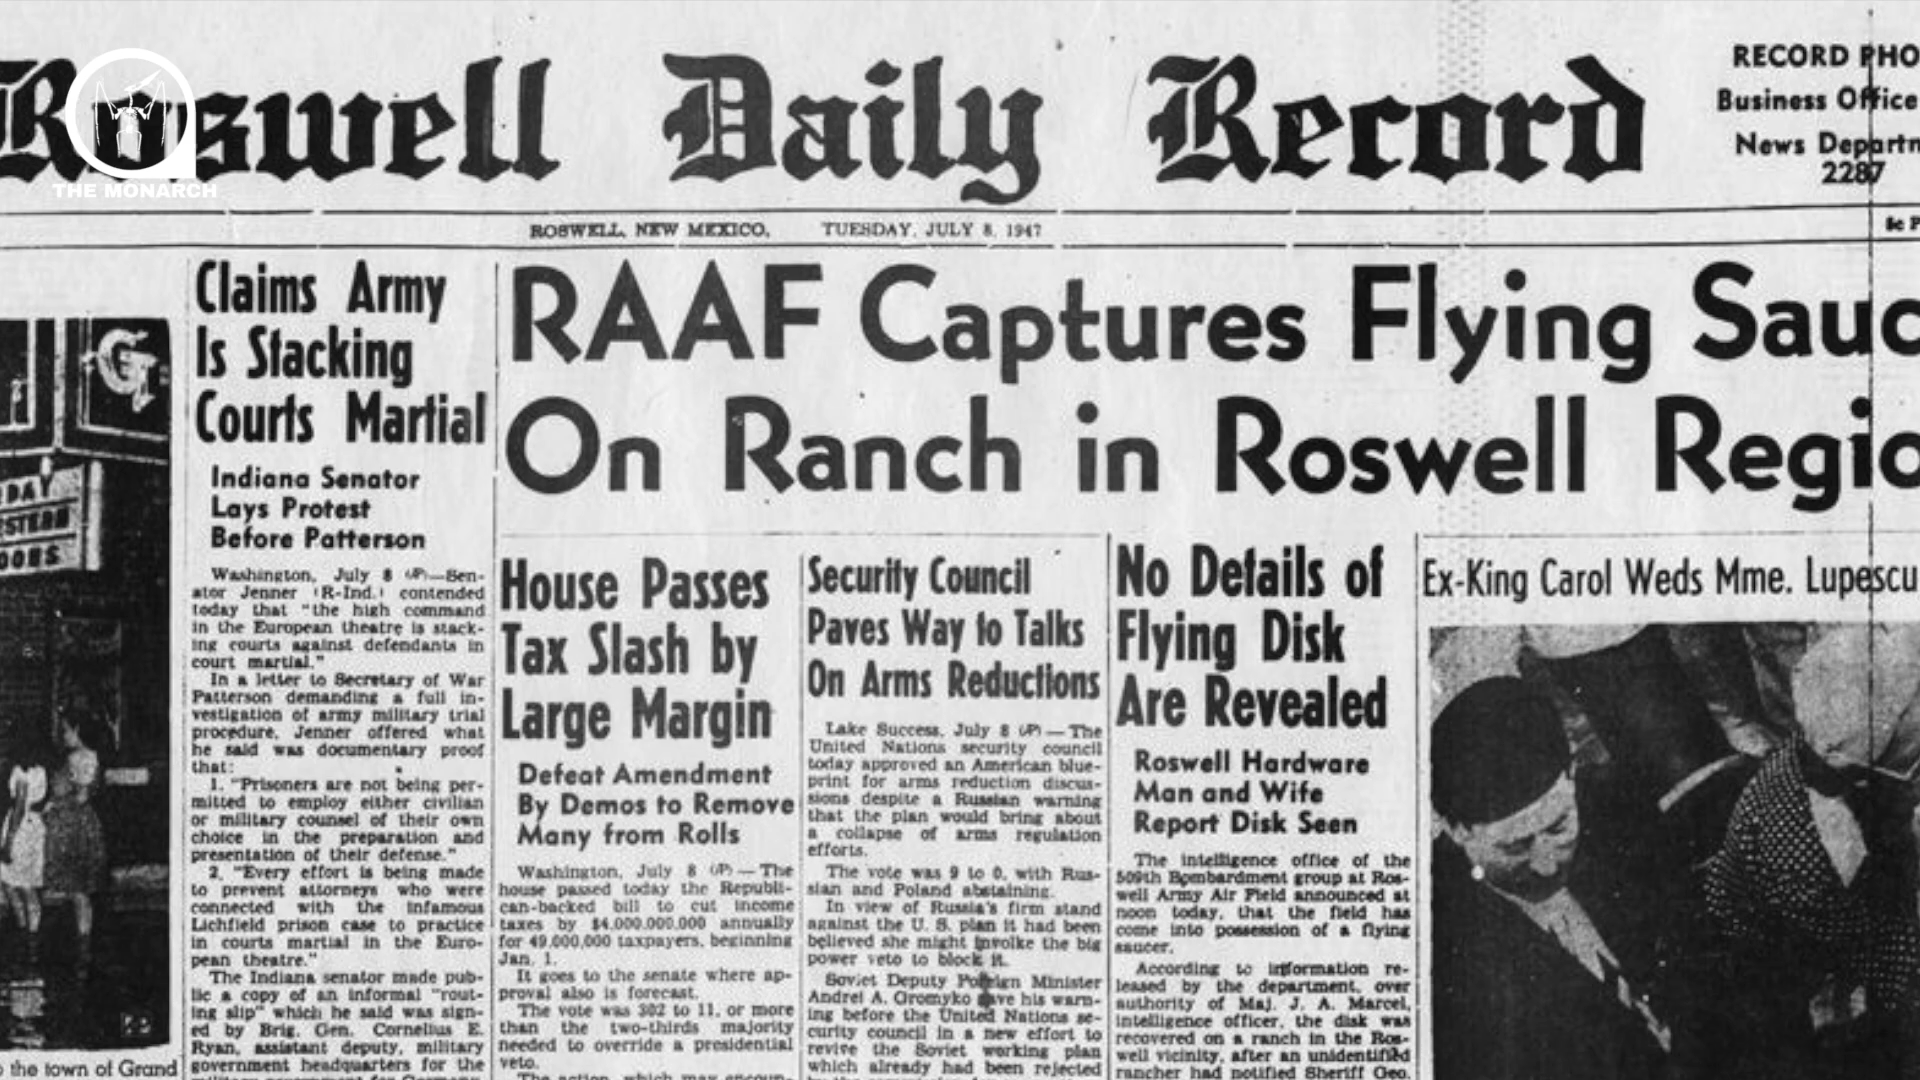 Roswell Daily Record
THE MONARCH
RECORD PHO
Business Office
News Departm
2287
ROSWELL, NEW MEXICO, TUESDAY, JULY 8, 1947
5c P
Claims Army
Is Stacking
Courts Martial
Indiana Senator
Lays Protest
Before Patterson
Washington, July 8 (AP)—Sen-
ator Jenner (R-Ind.) contended
today that "the high command
in the European theatre is stack-
ing courts against defendants in
court martial."
In a letter to Secretary of War
Patterson demanding a full in-
vestigation of army military trial
procedure, Jenner offered what
he said was documentary proof
that:
1. "Prisoners are not being per-
mitted to employ either civilian
or military counsel of their own
choice in the preparation and
presentation of their defense."
2. "Every effort is being made
to prevent attorneys who were
connected with the infamous
Lichfield prison case to practice
in courts martial in the Euro-
pean theatre."
The Indiana senator made pub-
lic a copy of an informal "rout-
ing slip" which he said was sign-
ed by Brig. Gen. Cornelius E.
Ryan, assistant deputy, military
government headquarters for the
RAAF Captures Flying Sauc
On Ranch in Roswell Regio
House Passes
Tax Slash by
Large Margin
Defeat Amendment
By Demos to Remove
Many from Rolls
Washington, July 8 (AP)—The
house passed today the Republi-
can-backed bill to cut income
taxes by $4,000,000,000 annually
for 49,000,000 taxpayers, beginning
Jan. 1.
It goes to the senate where ap-
proval also is forecast.
The vote was 302 to 11, or more
than the two-thirds majority
needed to override a presidential
veto.
The action, which may encour-
Security Council
Paves Way to Talks
On Arms Reductions
Lake Success, July 8 (AP)—The
United Nations security council
today approved an American blue-
print for arms reduction discus-
sions despite a Russian warning
that the plan would bring about
a collapse of arms regulation
efforts.
The vote was 9 to 0, with Rus-
sian and Poland abstaining.
In view of Russia's firm stand
against the U. S. plan it had been
believed she might involke the big
power veto to block it.
Soviet Deputy Foreign Minister
Andrei A. Gromyko gave his warn-
ing before the United Nations se-
curity council in a new effort to
revive the Soviet working plan
which already had been rejected
No Details of
Flying Disk
Are Revealed
Roswell Hardware
Man and Wife
Report Disk Seen
The intelligence office of the
509th Bombardment group at Ros-
well Army Air Field announced at
noon today, that the field has
come into possession of a flying
saucer.
According to information re-
leased by the department, over
authority of Maj. J. A. Marcel,
intelligence officer, the disk was
recovered on a ranch in the Ros-
well vicinity, after an unidentified
rancher had notified Sheriff Geo.
Ex-King Carol Weds Mme. Lupescu
DAY
STERN
OONS
the town of Grand